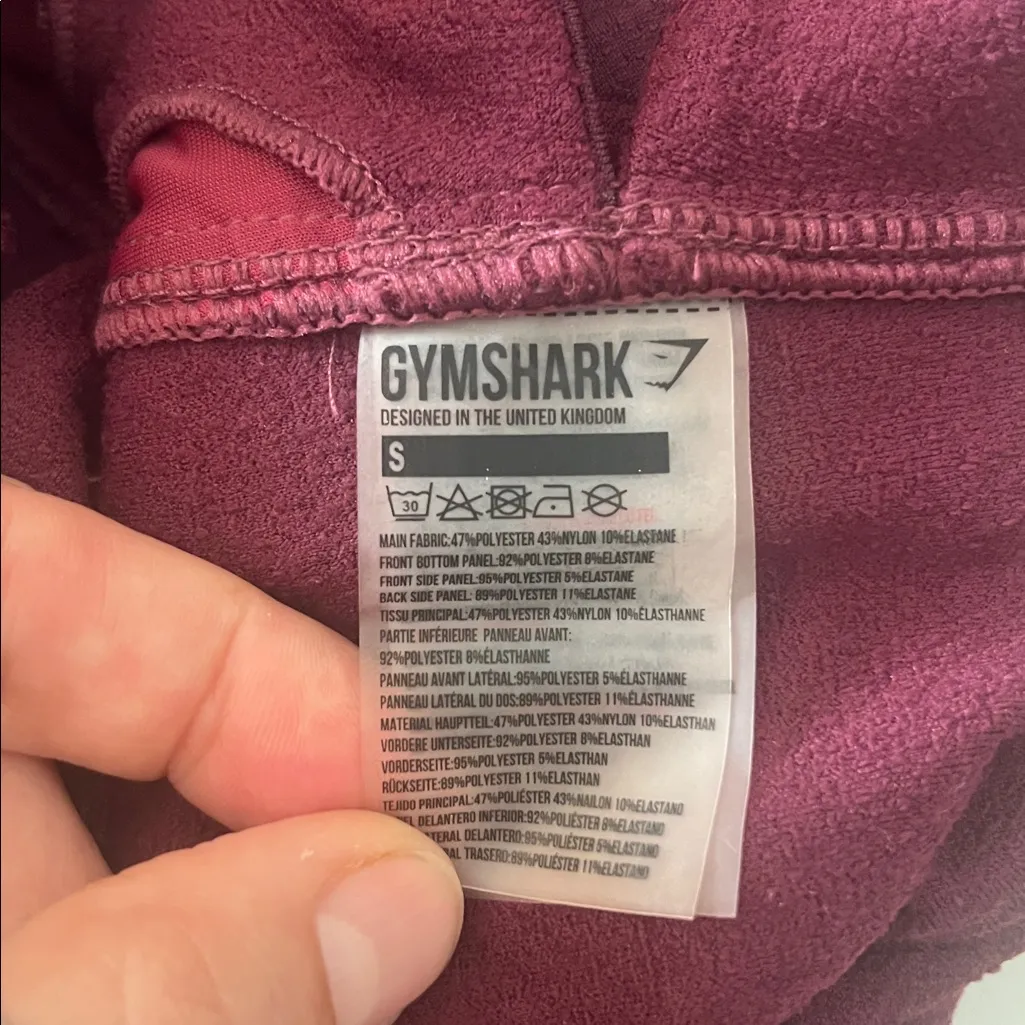 GYMSHARK
DESIGNED IN THE UNITED KINGDOM
S
30
MAIN FABRIC:47%POLYESTER 43%NYLON 10%ELASTANE
FRONT BOTTOM PANEL:92%POLYESTER 8%ELASTANE
FRONT SIDE PANEL:95%POLYESTER 5%ELASTANE
BACK SIDE PANEL: 89%POLYESTER 11%ELASTANE
TISSU PRINCIPAL:47%POLYESTER 43%NYLON 10%ÉLASTHANNE
PARTIE INFÉRIEURE PANNEAU AVANT:
92%POLYESTER 8%ÉLASTHANNE
PANNEAU AVANT LATÉRAL:95%POLYESTER 5%ÉLASTHANNE
PANNEAU LATÉRAL DU DOS:89%POLYESTER 11%ÉLASTHANNE
MATERIAL HAUPTTEIL:47%POLYESTER 43%NYLON 10%ELASTHAN
VORDERE UNTERSEITE:92%POLYESTER 8%ELASTHAN
VORDERSEITE:95%POLYESTER 5%ELASTHAN
RÜCKSEITE:89%POLYESTER 11%ELASTHAN
TEJIDO PRINCIPAL:47%POLIÉSTER 43%NAILON 10%ELASTANO
DELANTERO INFERIOR:92%POLIÉSTER 8%ELASTANO
DELANTERO:95%POLIÉSTER 5%ELASTANO
TRASERO:89%POLIÉSTER 11%ELASTANO